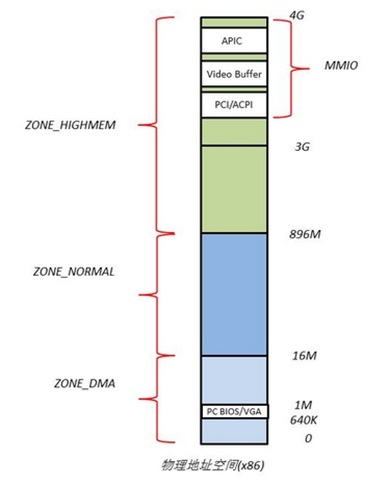 4G
APIC
MMIO
Video Buffer
PCI/ACPI
ZONE_HIGHMEM
3G
896M
ZONE_NORMAL
16M
ZONE_DMA
1M
PC BIOS/VGA
640K
0
物理地址空间(x86)